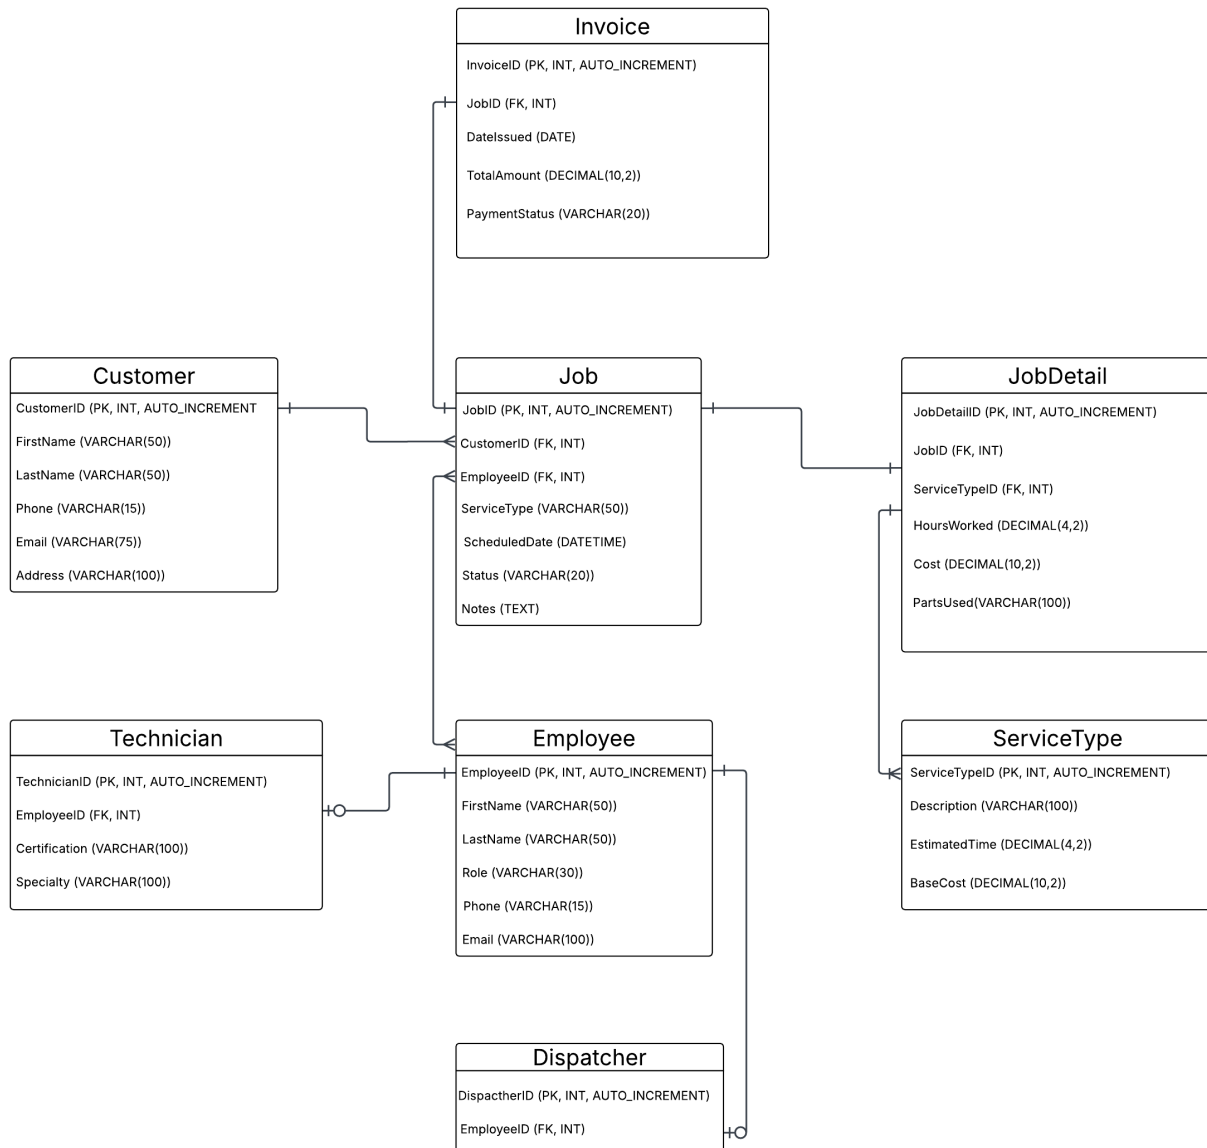 Invoice
InvoiceID (PK, INT, AUTO_INCREMENT)
JobID (FK, INT)
DateIssued (DATE)
TotalAmount (DECIMAL(10,2))
PaymentStatus (VARCHAR(20))
Customer
CustomerID (PK, INT, AUTO_INCREMENT
FirstName (VARCHAR(50))
LastName (VARCHAR(50))
Phone (VARCHAR(15))
Email (VARCHAR(75))
Address (VARCHAR(100))
Job
JobID (PK, INT, AUTO_INCREMENT)
CustomerID (FK, INT)
EmployeeID (FK, INT)
ServiceType (VARCHAR(50))
ScheduledDate (DATETIME)
Status (VARCHAR(20))
Notes (TEXT)
JobDetail
JobDetailID (PK, INT, AUTO_INCREMENT)
JobID (FK, INT)
ServiceTypeID (FK, INT)
HoursWorked (DECIMAL(4,2))
Cost (DECIMAL(10,2))
PartsUsed(VARCHAR(100))
Technician
TechnicianID (PK, INT, AUTO_INCREMENT)
EmployeeID (FK, INT)
Certification (VARCHAR(100))
Specialty (VARCHAR(100))
Employee
EmployeeID (PK, INT, AUTO_INCREMENT)
FirstName (VARCHAR(50))
LastName (VARCHAR(50))
Role (VARCHAR(30))
Phone (VARCHAR(15))
Email (VARCHAR(100))
ServiceType
ServiceTypeID (PK, INT, AUTO_INCREMENT)
Description (VARCHAR(100))
EstimatedTime (DECIMAL(4,2))
BaseCost (DECIMAL(10,2))
Dispatcher
DispactherID (PK, INT, AUTO_INCREMENT)
EmployeeID (FK, INT)